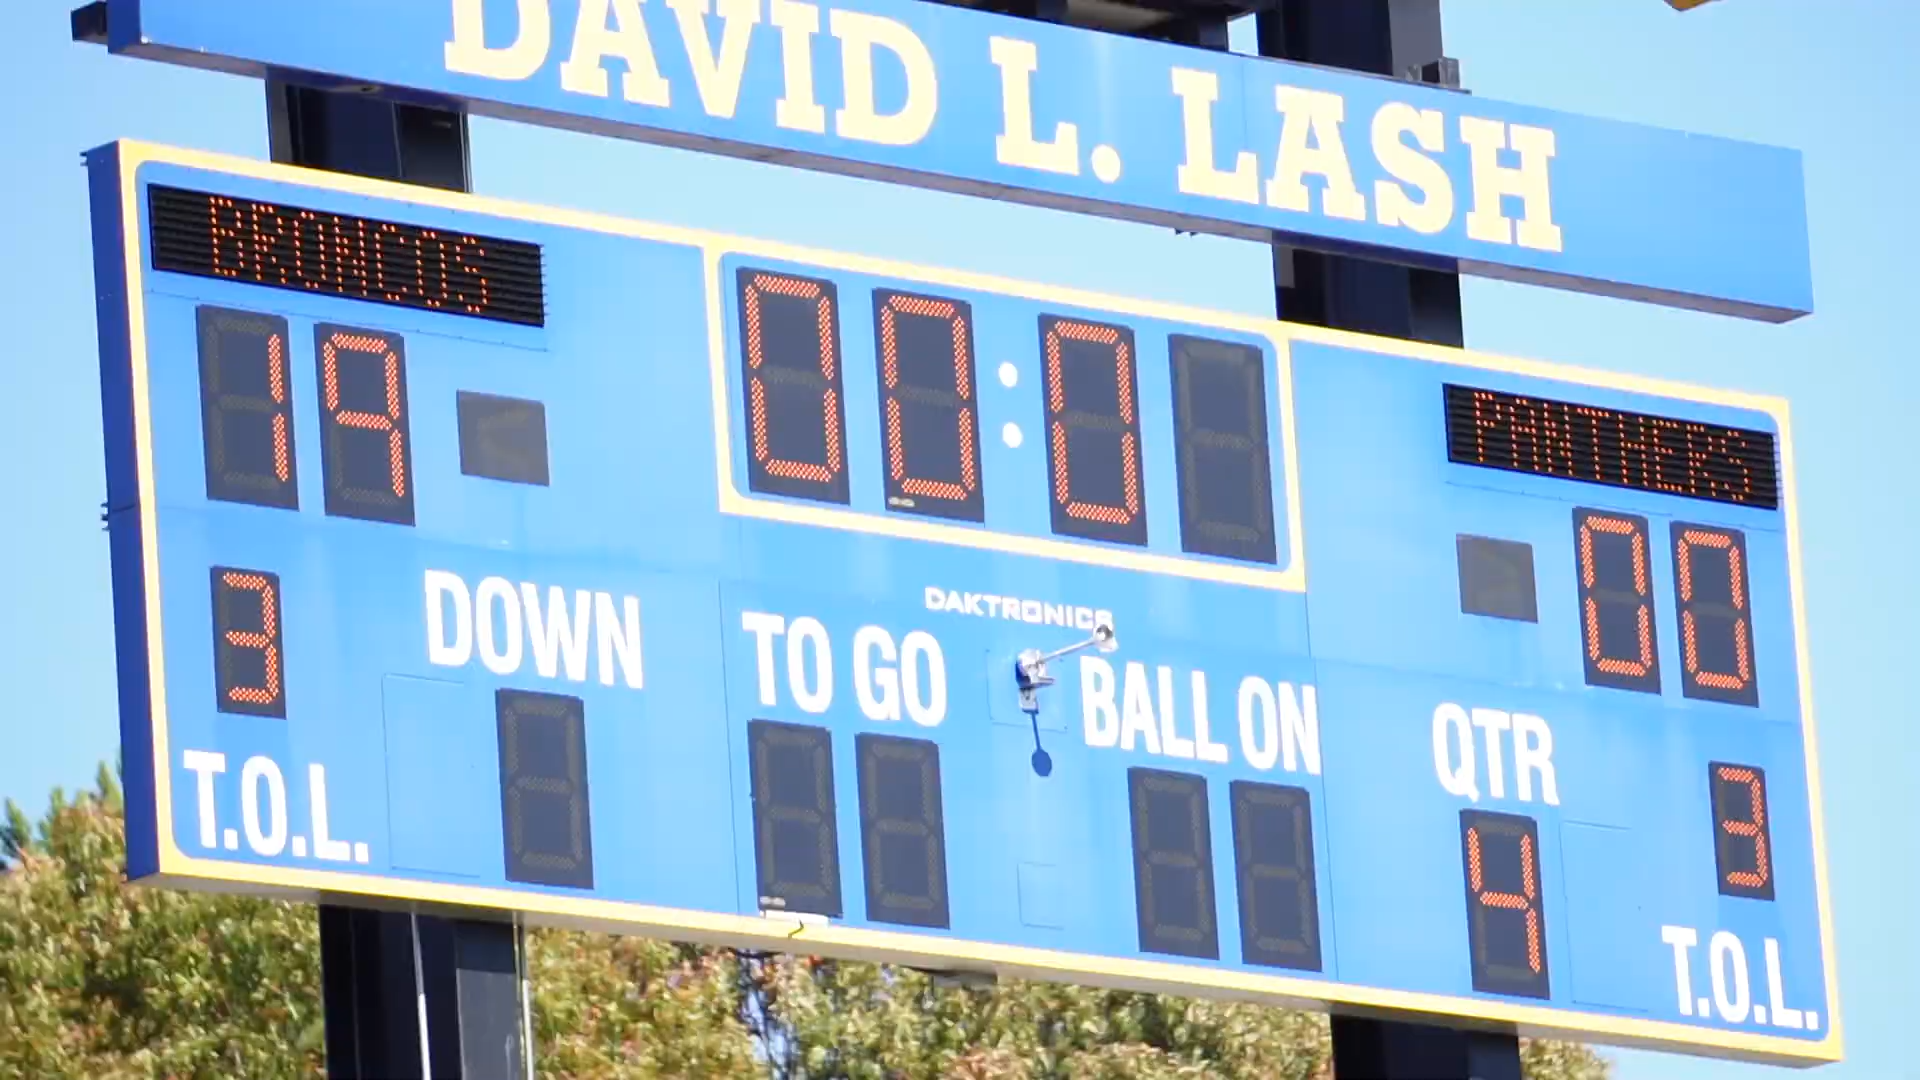 DAVID L. LASH
BRONCOS
19
00:0
PANTHERS
00
DAKTRONICS
3
DOWN
TO GO
BALL ON
QTR
4
3
T.O.L.
T.O.L.